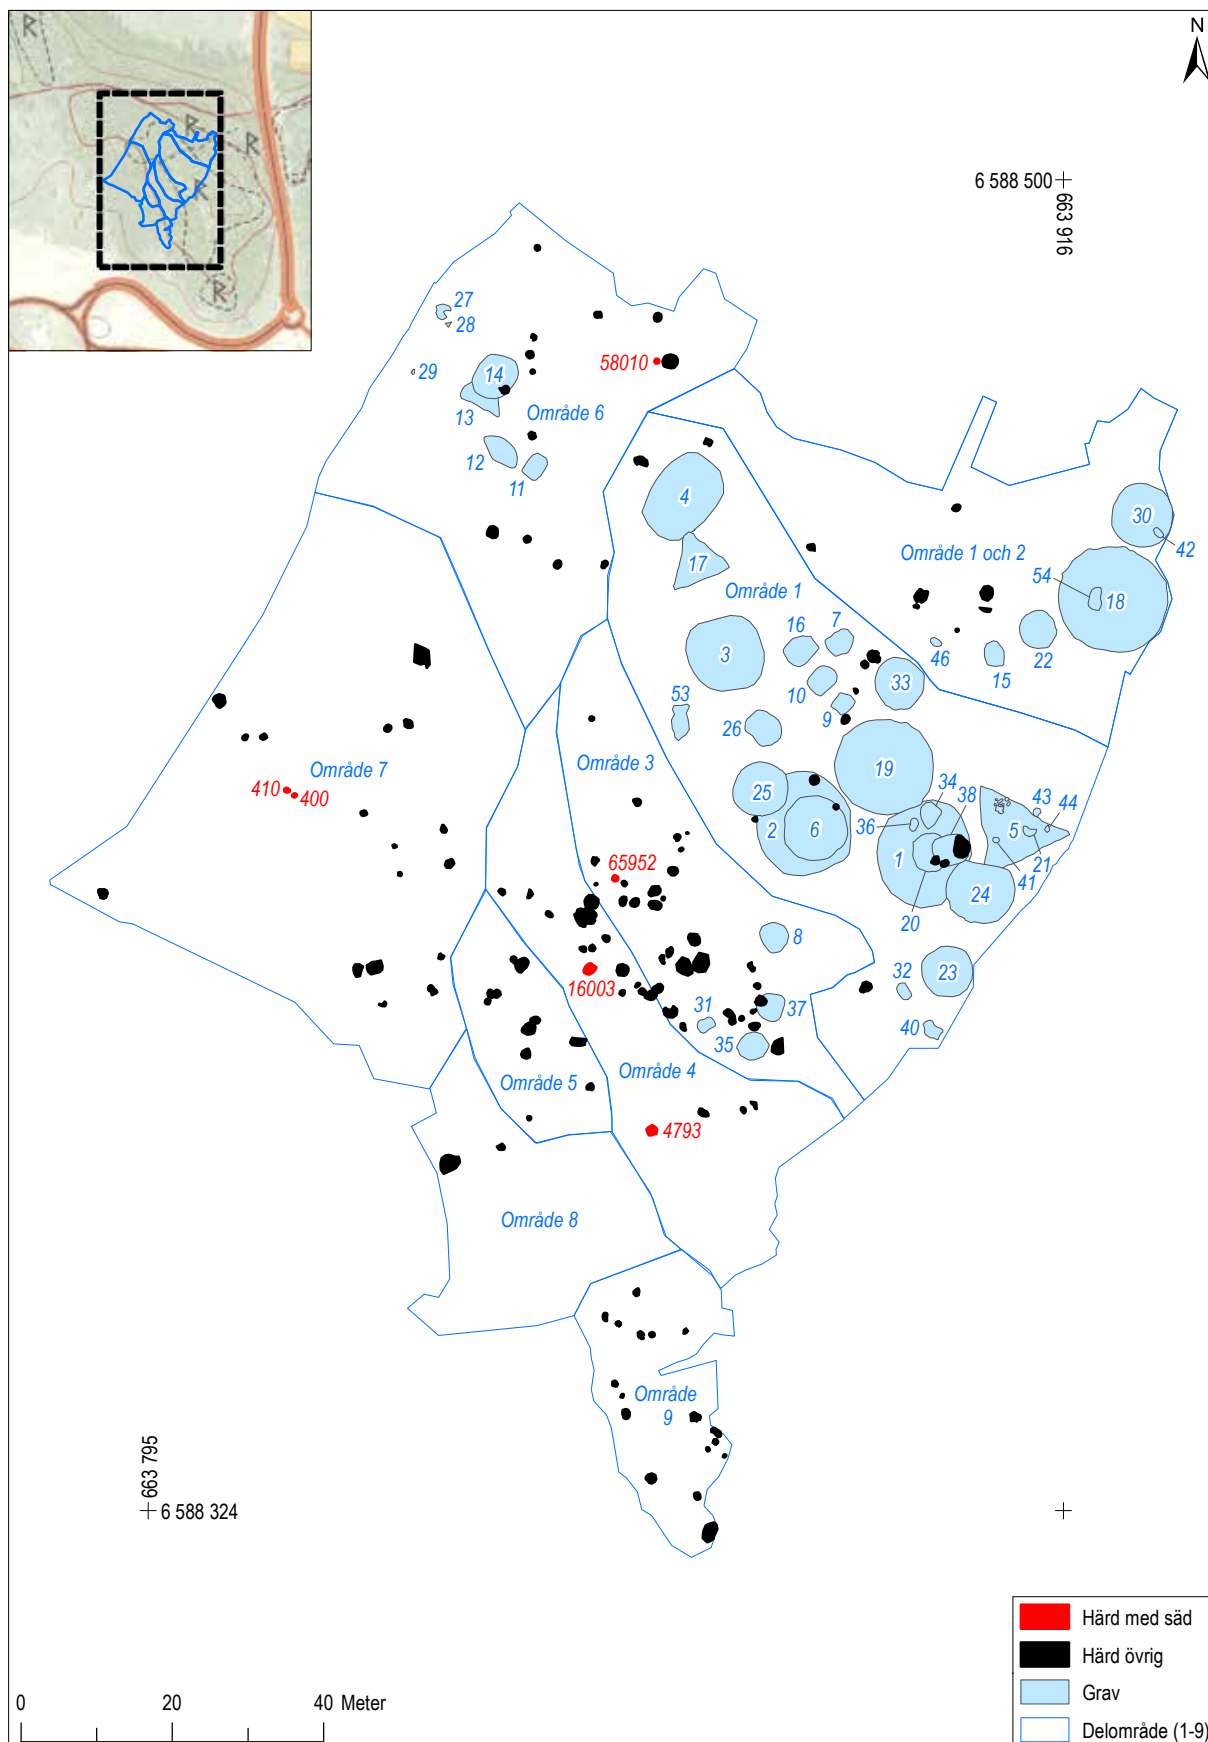 N
6 588 500
663 916
27
28
29
14
58010
13
Område 6
12
11
4
30
42
Område 1 och 2
17
54
18
Område 1
16
7
3
46
15
22
10
33
53
9
26
Område 3
19
Område 7
410
400
25
34
38
43
44
2
6
36
5
1
21
41
65952
24
20
8
32
23
16003
31
37
40
35
Område 4
Område 5
4793
Område 8
Område
9
663 795
6 588 324
Härd med säd
Härd övrig
Grav
Delområde (1-9)
0
20
40 Meter
R
R
R
R
R